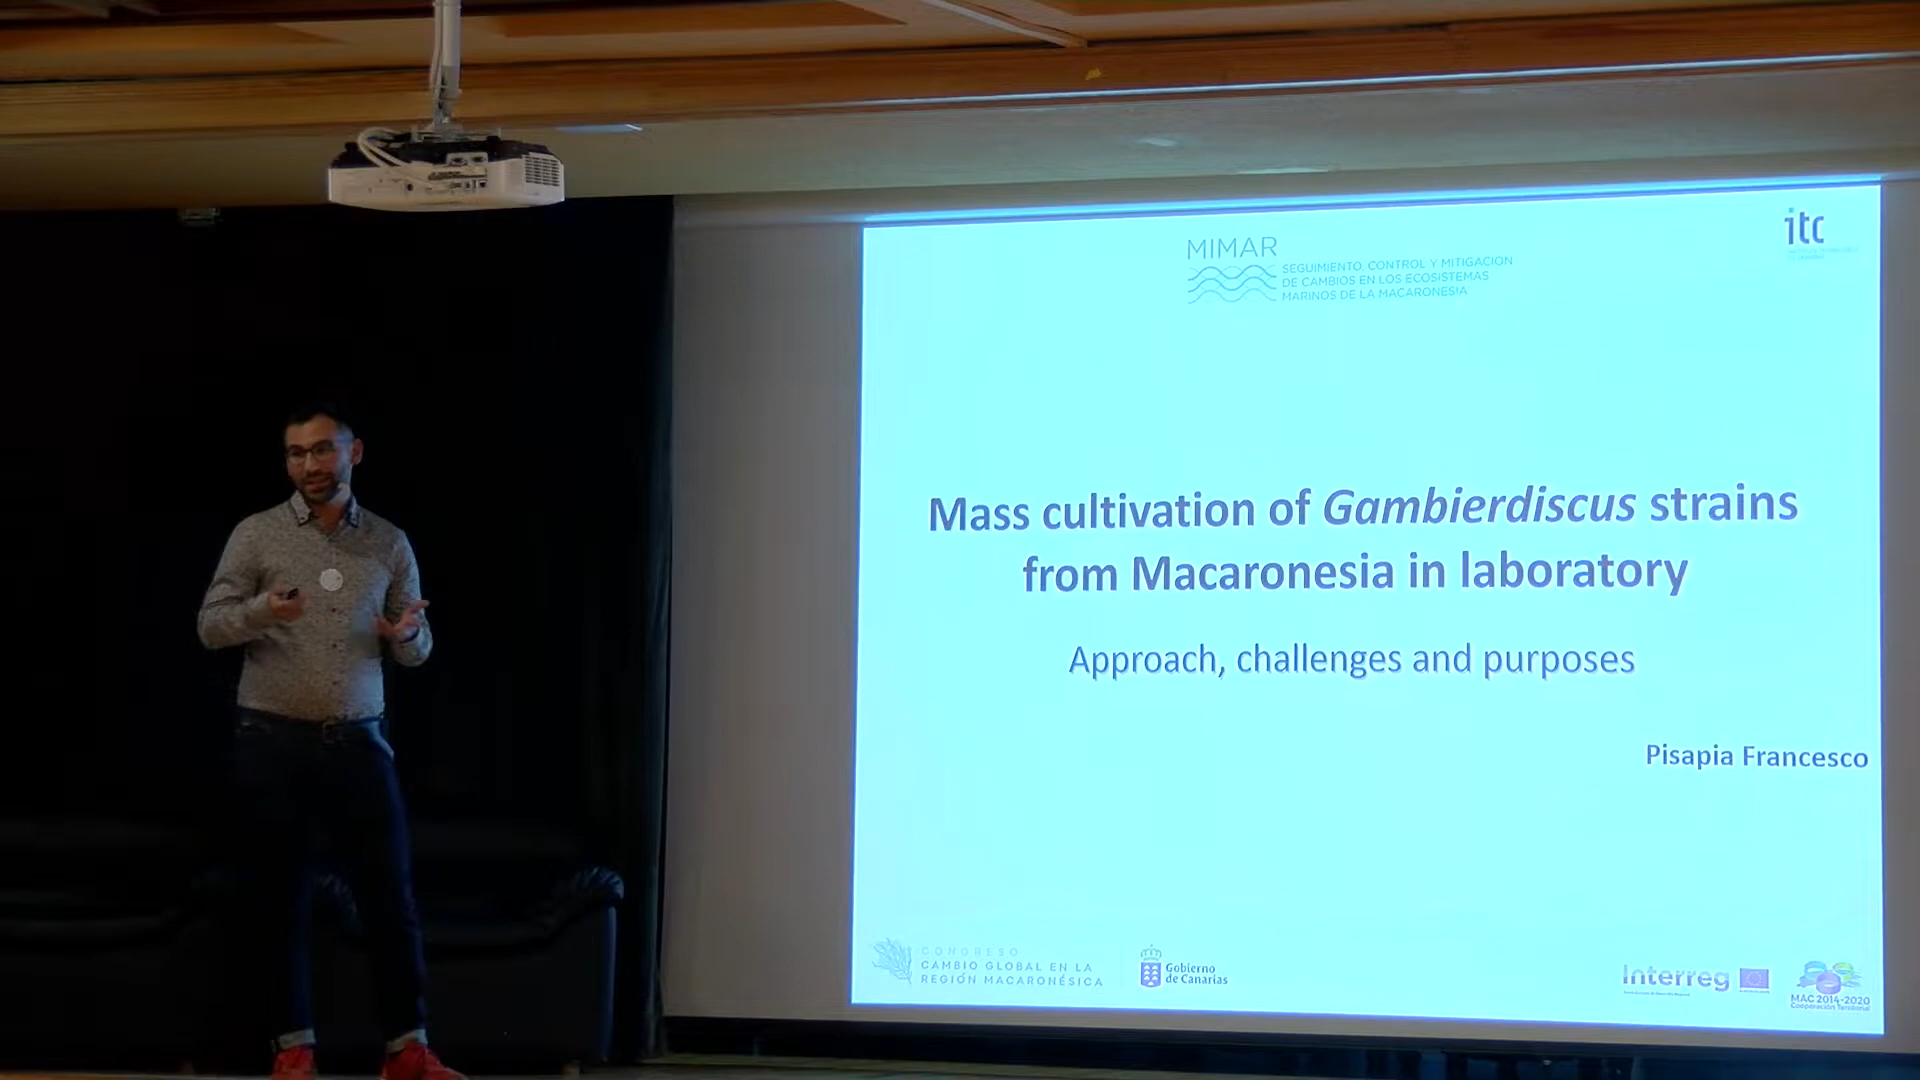 MIMAR
SEGUIMIENTO, CONTROL Y MITIGACION
DE CAMBIOS EN LOS ECOSISTEMAS
MARINOS DE LA MACARONESIA
itc
Mass cultivation of Gambierdiscus strains
from Macaronesia in laboratory
Approach, challenges and purposes
Pisapia Francesco
CONGRESO
CAMBIO GLOBAL EN LA
REGIÓN MACARONÉSICA
Gobierno
de Canarias
Interreg
MAC 2014-2020
Cooperación Territorial